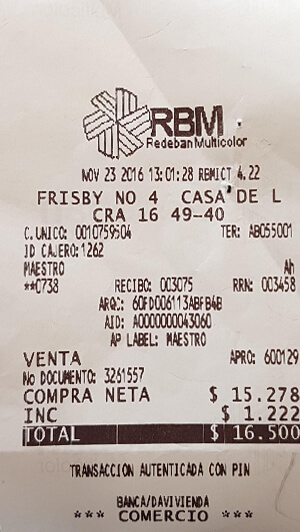 RBM
Redeban Multicolor
NOV 23 2016 13:01:28 RBMICT 4.22
FRISBY NO 4 CASA DE L
CRA 16 49-40
C.UNICO: 0010759504 TER: AB055001
ID CAJERO:1262
MAESTRO Ah
**0738 RECIBO: 003075 RRN: 003458
ARQC: 60FD006113ABFB4B
AID: A0000000043060
AP LABEL: MAESTRO
VENTA APRO: 600129
No DOCUMENTO: 3261557
COMPRA NETA $ 15.278
INC $ 1.222
TOTAL $ 16.500
TRANSACCIÓN AUTENTICADA CON PIN
BANCA/DAVIVIENDA
*** COMERCIO ***